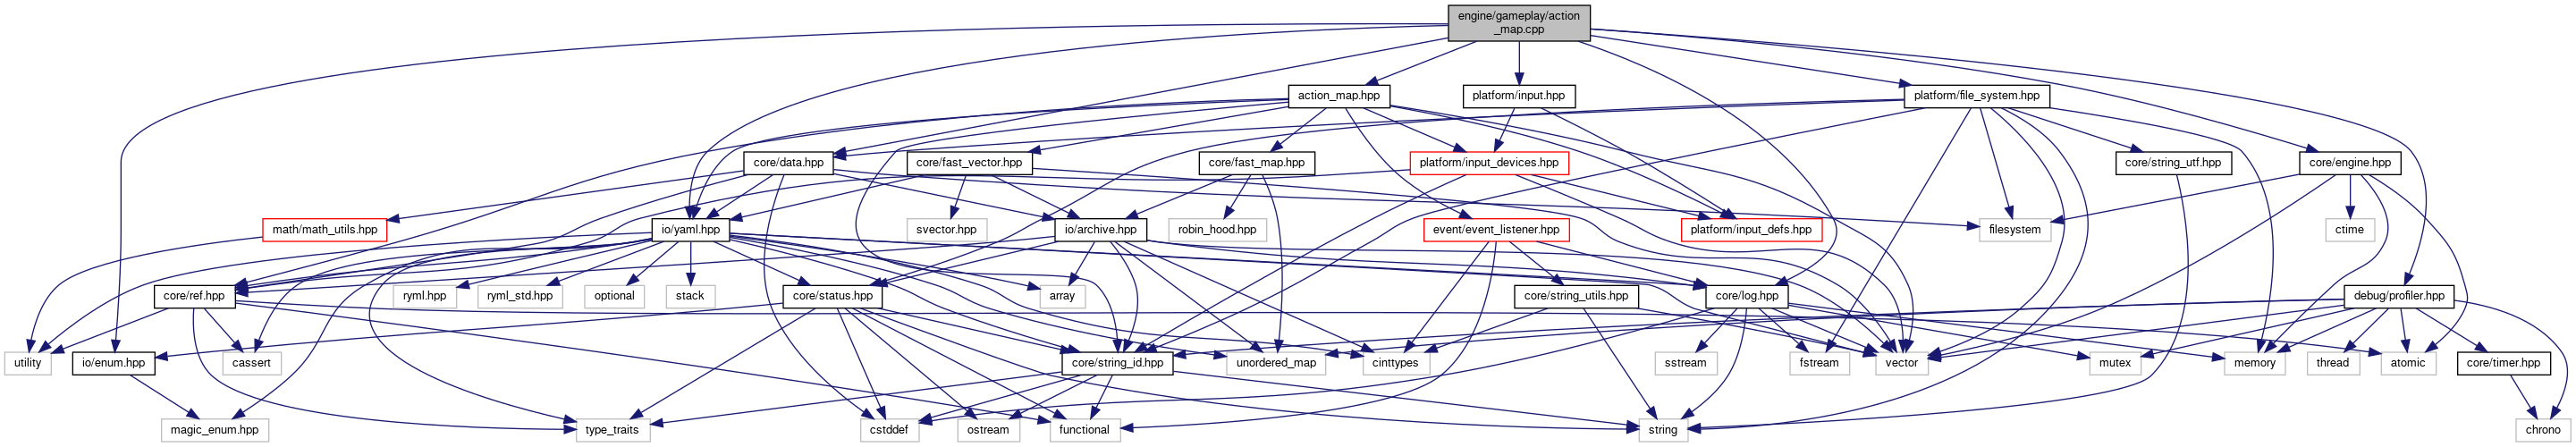 engine/gameplay/action
_map.cpp
action_map.hpp
platform/input.hpp
platform/file_system.hpp
core/data.hpp
core/fast_vector.hpp
core/fast_map.hpp
platform/input_devices.hpp
core/string_utf.hpp
core/engine.hpp
math/math_utils.hpp
io/yaml.hpp
svector.hpp
io/archive.hpp
robin_hood.hpp
event/event_listener.hpp
platform/input_defs.hpp
filesystem
ctime
core/ref.hpp
ryml.hpp
ryml_std.hpp
optional
stack
core/status.hpp
array
core/string_utils.hpp
core/log.hpp
debug/profiler.hpp
utility
io/enum.hpp
cassert
core/string_id.hpp
unordered_map
cinttypes
sstream
fstream
vector
mutex
memory
thread
atomic
core/timer.hpp
magic_enum.hpp
type_traits
cstddef
ostream
functional
string
chrono